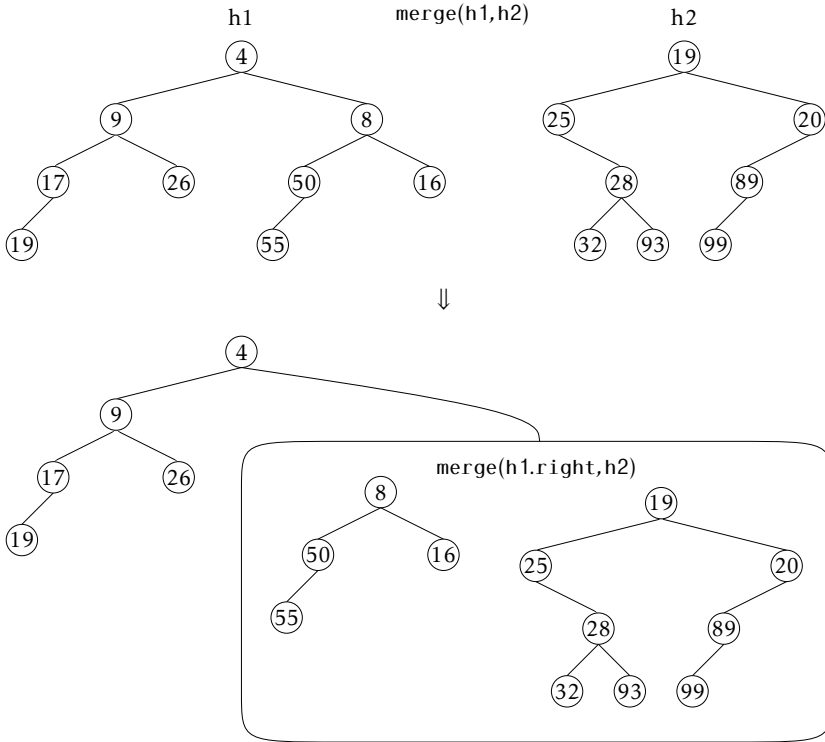 h1 merge(h1,h2) h2
4 19
9 8 25 20
17 26 50 16 28 89
19 55 32 93 99
⇓
4
9
merge(h1.right,h2)
17 26 8 19
19 50 16 25 20
55 28 89
32 93 99